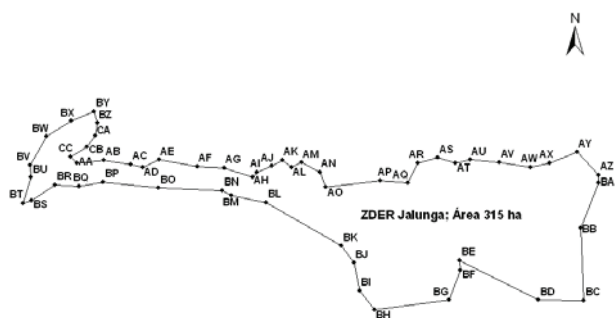 N
BY
BX
BZ
BW
CA
CB
CC
AA
AB
AC
AD
AE
AF
AG
AH
AI
AJ
AK
AL
AM
AN
AO
AP
AQ
AR
AS
AT
AU
AV
AW
AX
AY
AZ
BA
BB
BC
BD
BE
BF
BG
BH
BI
BJ
BK
BL
BM
BN
BO
BP
BQ
BR
BS
BT
BU
BV
ZDER Jalunga; Área 315 ha